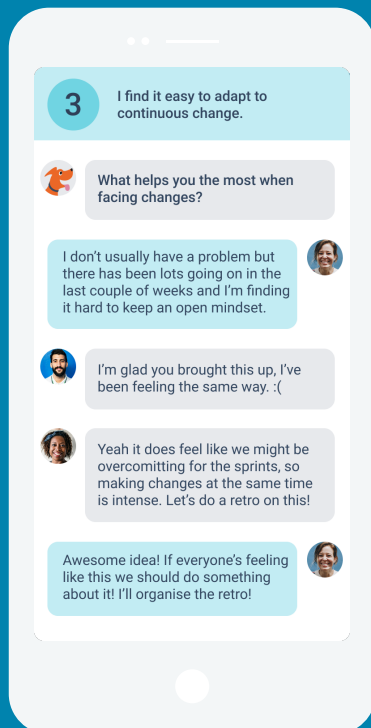 3
I find it easy to adapt to
continuous change.
What helps you the most when
facing changes?
I don't usually have a problem but
there has been lots going on in the
last couple of weeks and I'm finding
it hard to keep an open mindset.
I'm glad you brought this up, I've
been feeling the same way. :(
Yeah it does feel like we might be
overcomitting for the sprints, so
making changes at the same time
is intense. Let's do a retro on this!
Awesome idea! If everyone's feeling
like this we should do something
about it! I'll organise the retro!